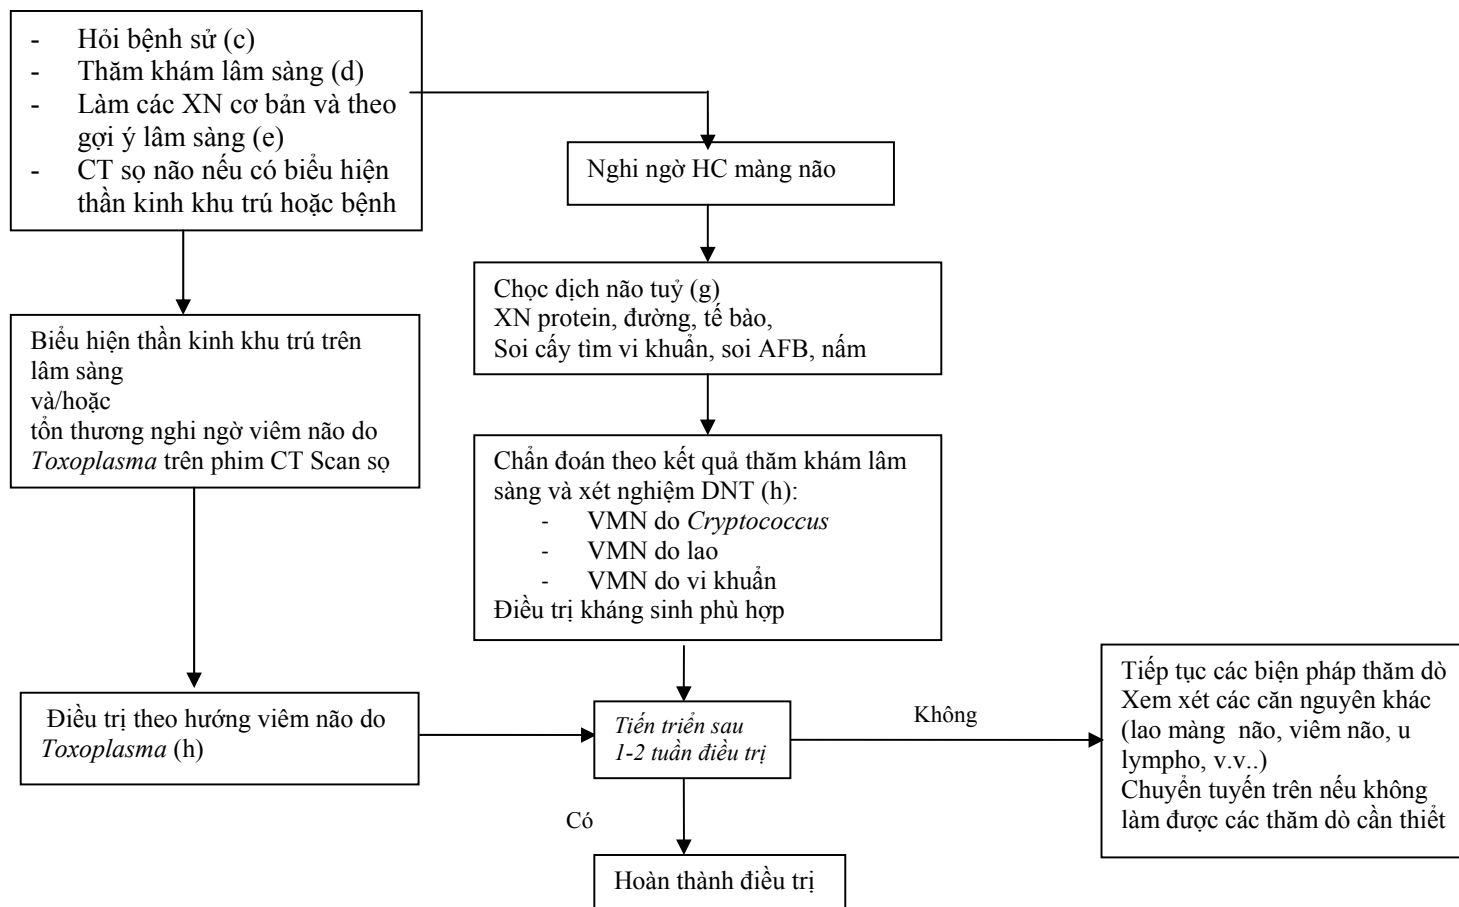 - Hỏi bệnh sử (c)
- Thăm khám lâm sàng (d)
- Làm các XN cơ bản và theo
gợi ý lâm sàng (e)
- CT sọ não nếu có biểu hiện
thần kinh khu trú hoặc bệnh
Nghi ngờ HC màng não
Chọc dịch não tuỷ (g)
XN protein, đường, tế bào,
Soi cấy tìm vi khuẩn, soi AFB, nấm
Biểu hiện thần kinh khu trú trên
lâm sàng
và/hoặc
tổn thương nghi ngờ viêm não do
Toxoplasma trên phim CT Scan sọ
Chẩn đoán theo kết quả thăm khám lâm
sàng và xét nghiệm DNT (h):
- VMN do Cryptococcus
- VMN do lao
- VMN do vi khuẩn
Điều trị kháng sinh phù hợp
Điều trị theo hướng viêm não do
Toxoplasma (h)
Tiến triển sau
1-2 tuần điều trị
Không
Tiếp tục các biện pháp thăm dò
Xem xét các căn nguyên khác
(lao màng não, viêm não, u
lympho, v.v..)
Chuyển tuyến trên nếu không
làm được các thăm dò cần thiết
Có
Hoàn thành điều trị